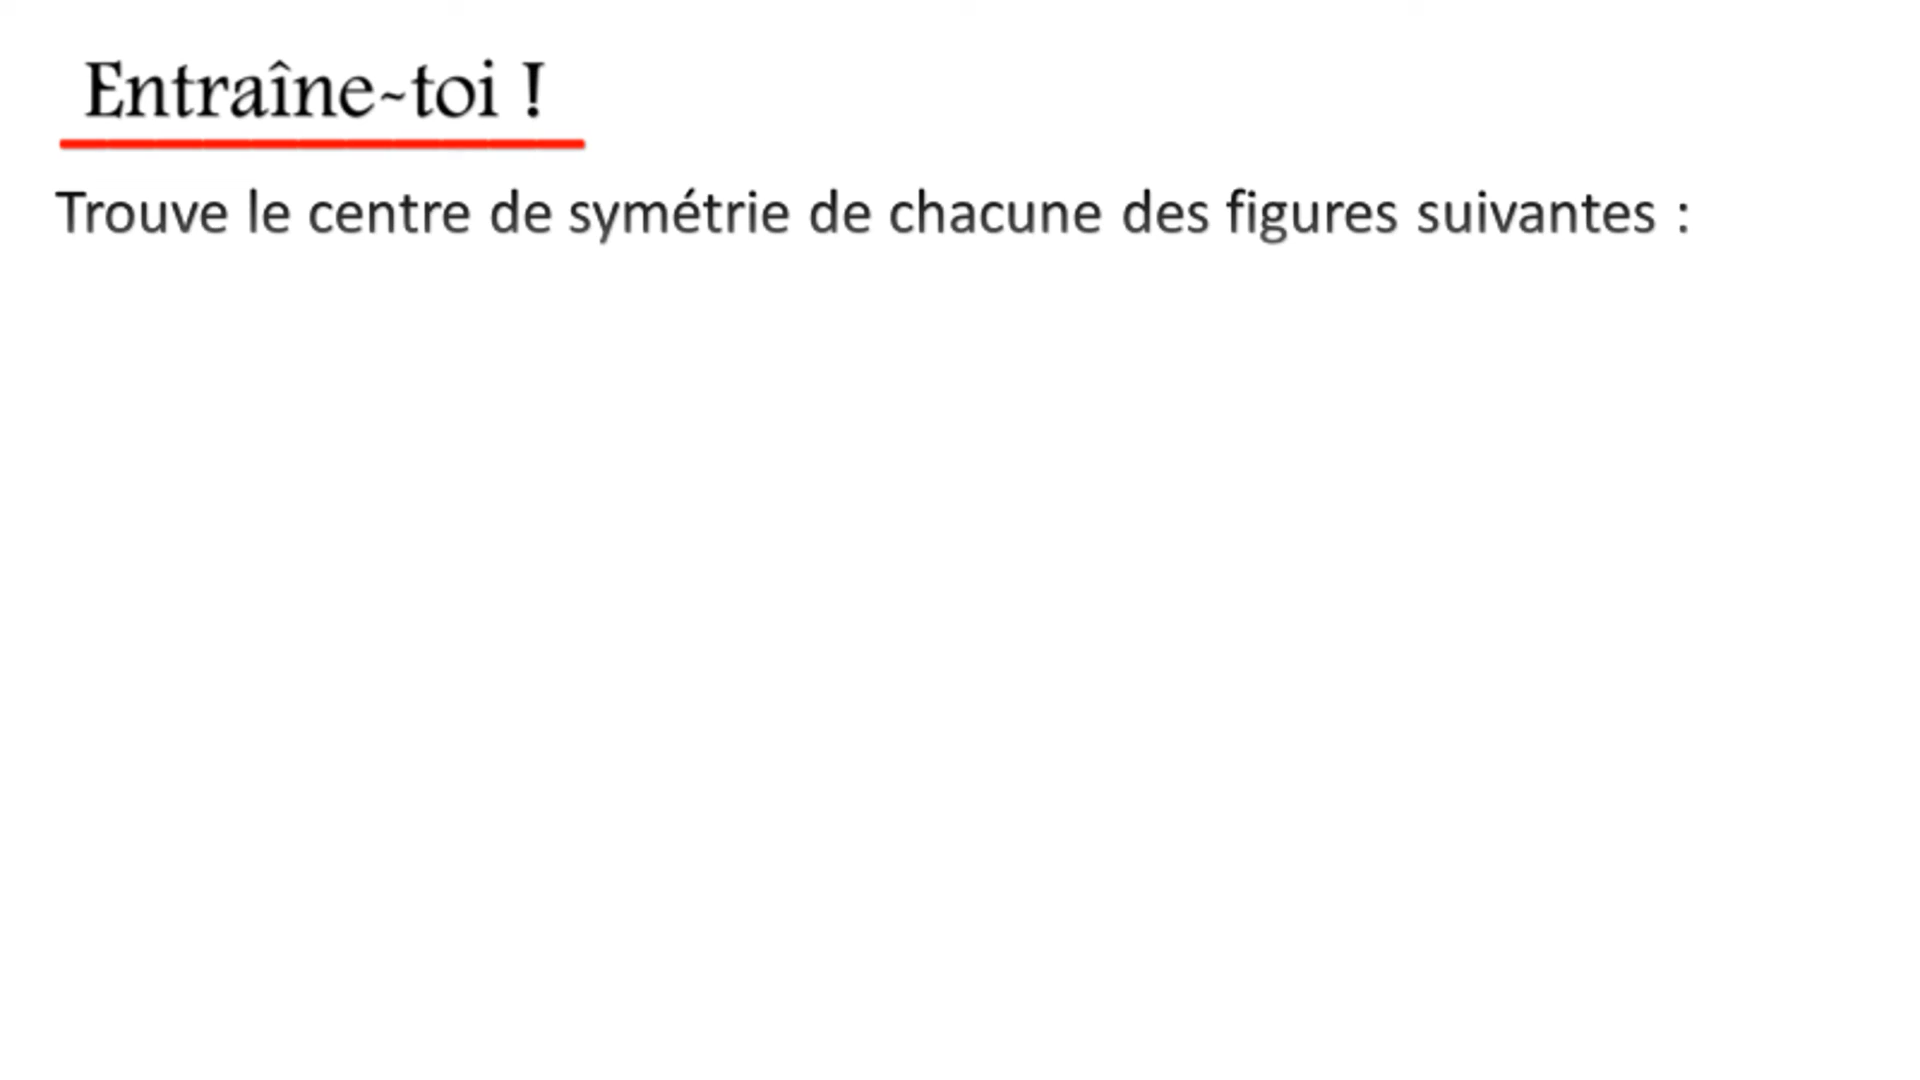 Entraîne-toi !
Trouve le centre de symétrie de chacune des figures suivantes :